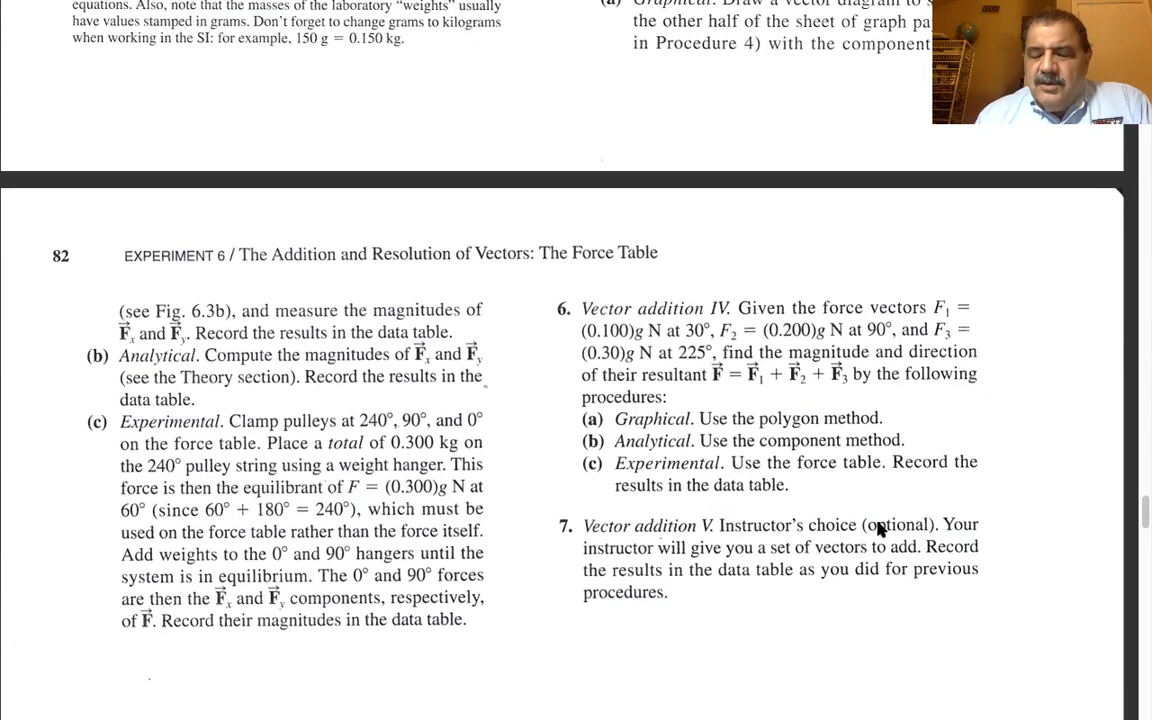 equations. Also, note that the masses of the laboratory “weights” usually
have values stamped in grams. Don’t forget to change grams to kilograms
when working in the SI: for example, 150 g = 0.150 kg.
(a) Graphical. Draw a vector diagram to
the other half of the sheet of graph pa
in Procedure 4) with the component
82 EXPERIMENT 6 / The Addition and Resolution of Vectors: The Force Table
(see Fig. 6.3b), and measure the magnitudes of
F⃗x and F⃗y. Record the results in the data table.
(b) Analytical. Compute the magnitudes of F⃗x and F⃗y
(see the Theory section). Record the results in the
data table.
(c) Experimental. Clamp pulleys at 240°, 90°, and 0°
on the force table. Place a total of 0.300 kg on
the 240° pulley string using a weight hanger. This
force is then the equilibrant of F = (0.300)g N at
60° (since 60° + 180° = 240°), which must be
used on the force table rather than the force itself.
Add weights to the 0° and 90° hangers until the
system is in equilibrium. The 0° and 90° forces
are then the F⃗x and F⃗y components, respectively,
of F⃗. Record their magnitudes in the data table.
6. Vector addition IV. Given the force vectors F₁ =
(0.100)g N at 30°, F₂ = (0.200)g N at 90°, and F₃ =
(0.30)g N at 225°, find the magnitude and direction
of their resultant F⃗ = F⃗₁ + F⃗₂ + F⃗₃ by the following
procedures:
(a) Graphical. Use the polygon method.
(b) Analytical. Use the component method.
(c) Experimental. Use the force table. Record the
results in the data table.
7. Vector addition V. Instructor’s choice (optional). Your
instructor will give you a set of vectors to add. Record
the results in the data table as you did for previous
procedures.